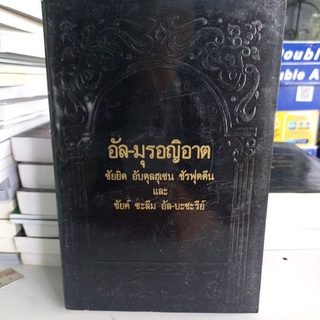 อัล-มุรอญิอาต
ซัยยิด อับดุลฮุเซน ชัรฟุดดีน
และ
ชัยค์ ซะลีม อัล-บะชะรีย์
Double A